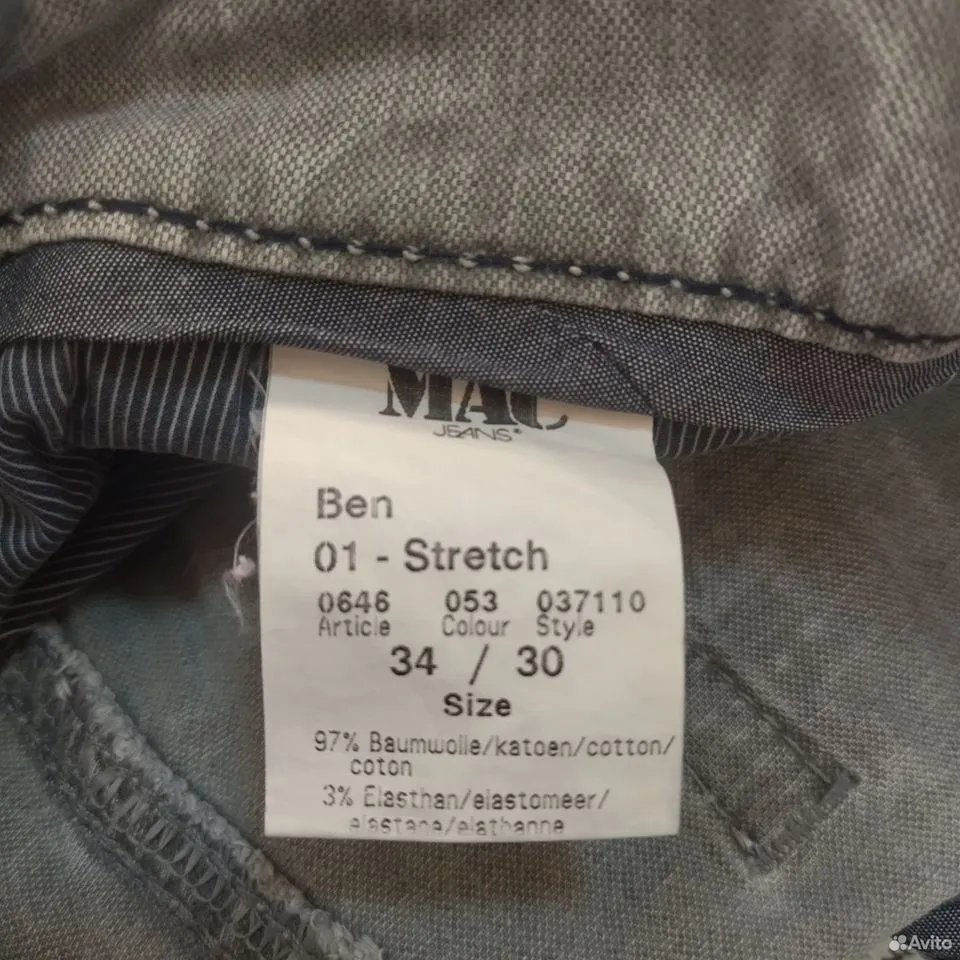 MAC
JEANS®
Ben
01 - Stretch
0646 053 037110
Article Colour Style
34 / 30
Size
97% Baumwolle/katoen/cotton/
coton
3% Elasthan/elastomeer/
elastane/elathanne
Avito